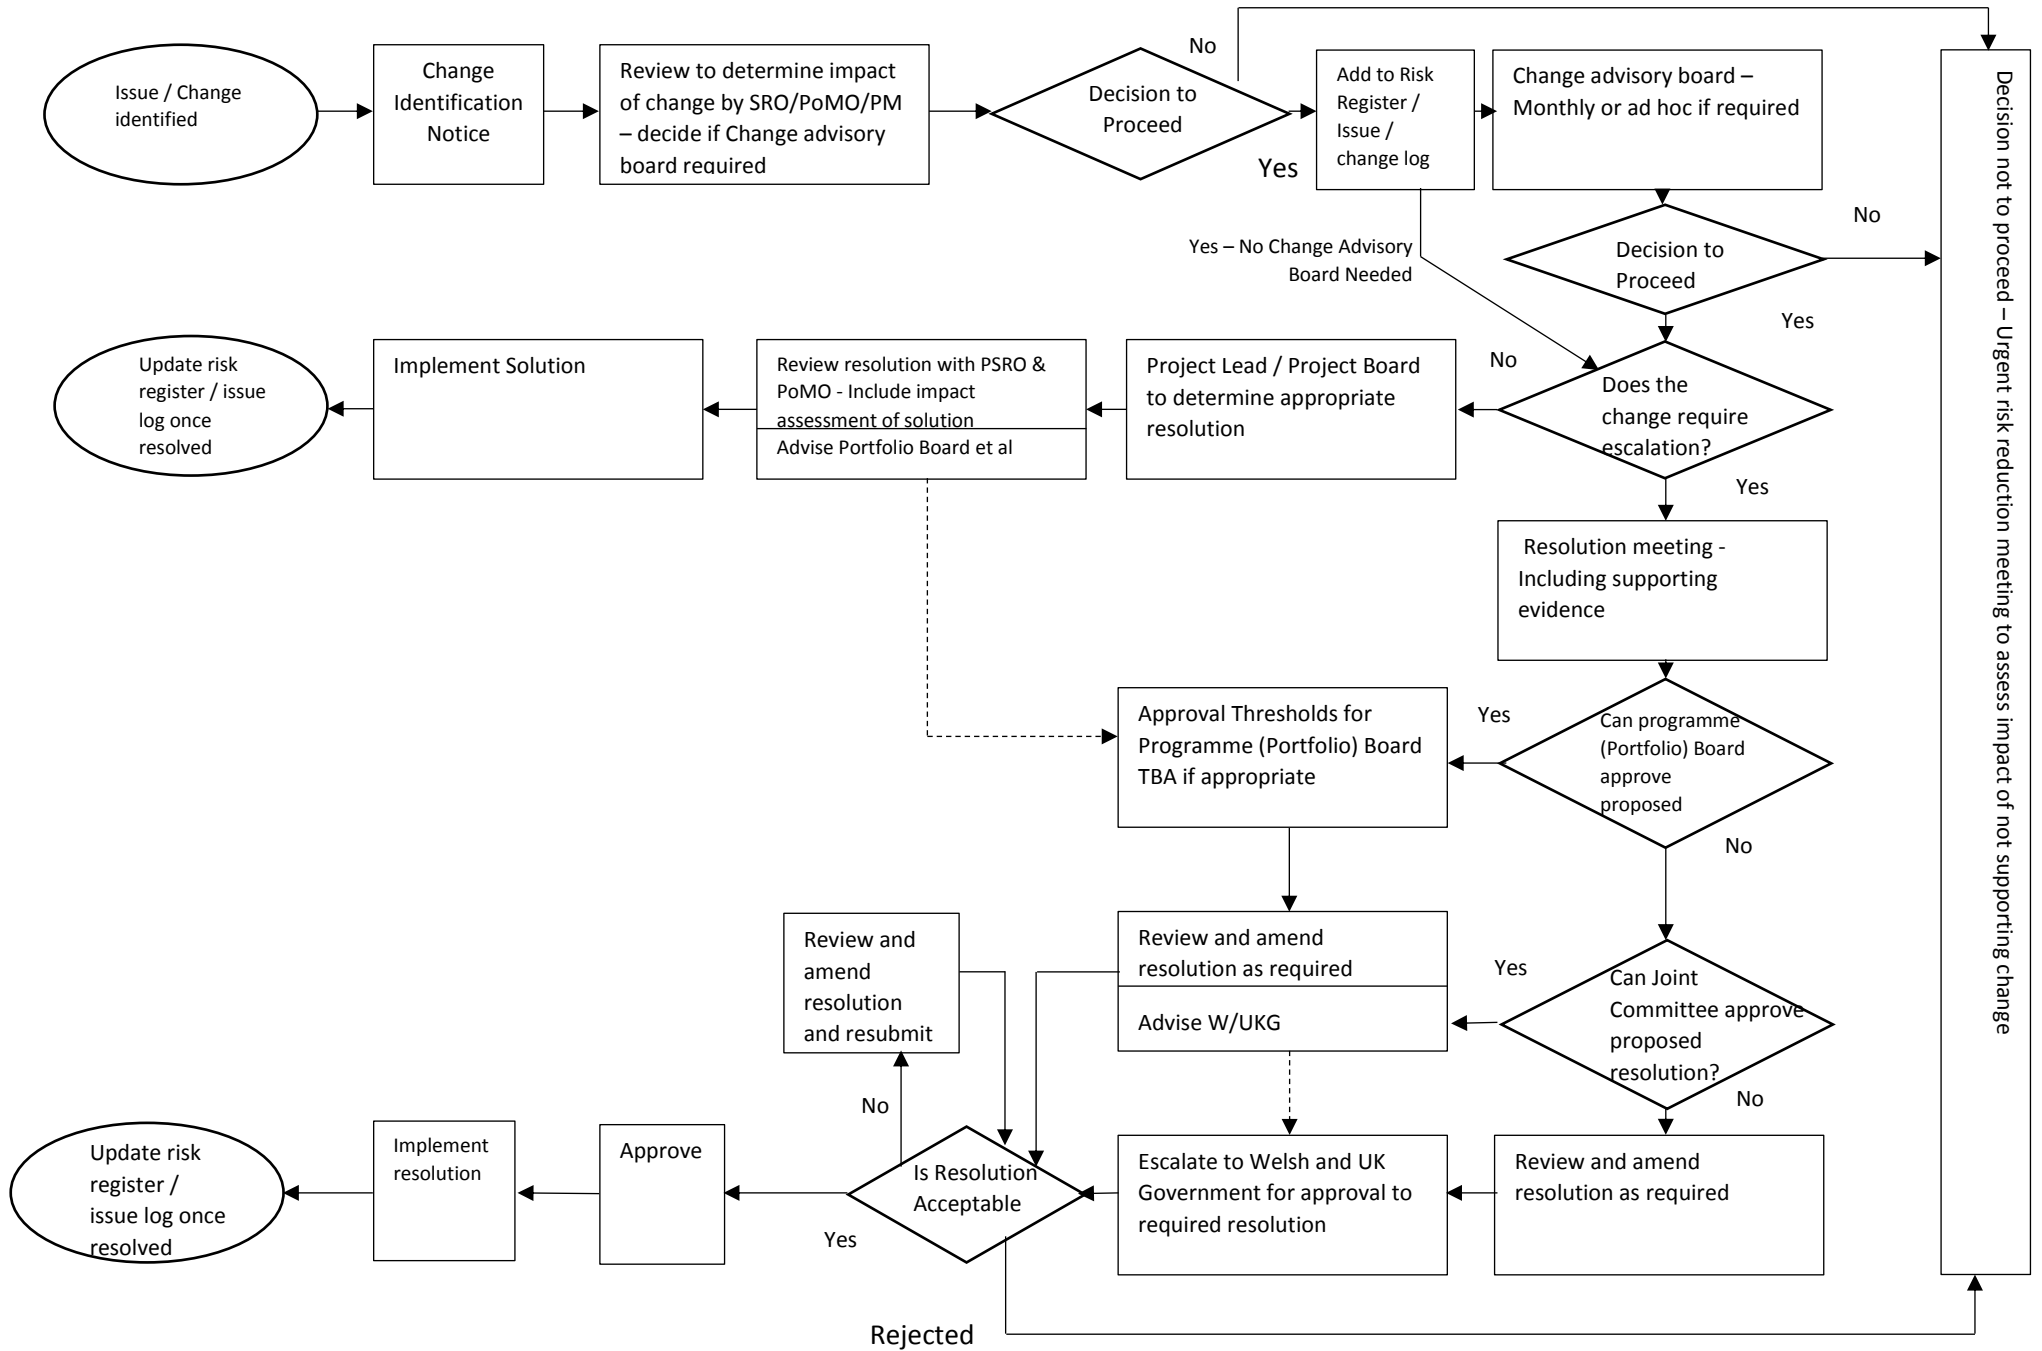 Issue / Change
identified
Change
Identification
Notice
Review to determine impact
of change by SRO/PoMO/PM
– decide if Change advisory
board required
Decision to
Proceed
No
Yes
Add to Risk
Register /
Issue /
change log
Change advisory board –
Monthly or ad hoc if required
Decision not to proceed – Urgent risk reduction meeting to assess impact of not supporting change
Yes – No Change Advisory
Board Needed
Decision to
Proceed
No
Yes
Update risk
register / issue
log once
resolved
Implement Solution
Review resolution with PSRO &
PoMO - Include impact
assessment of solution
Advise Portfolio Board et al
Project Lead / Project Board
to determine appropriate
resolution
No
Does the
change require
escalation?
Yes
Resolution meeting -
Including supporting
evidence
Approval Thresholds for
Programme (Portfolio) Board
TBA if appropriate
Yes
Can programme
(Portfolio) Board
approve
proposed
No
Review and
amend
resolution
and resubmit
Review and amend
resolution as required
Advise W/UKG
Yes
Can Joint
Committee approve
proposed
resolution?
No
No
Update risk
register /
issue log once
resolved
Implement
resolution
Approve
Yes
Is Resolution
Acceptable
Escalate to Welsh and UK
Government for approval to
required resolution
Review and amend
resolution as required
Rejected